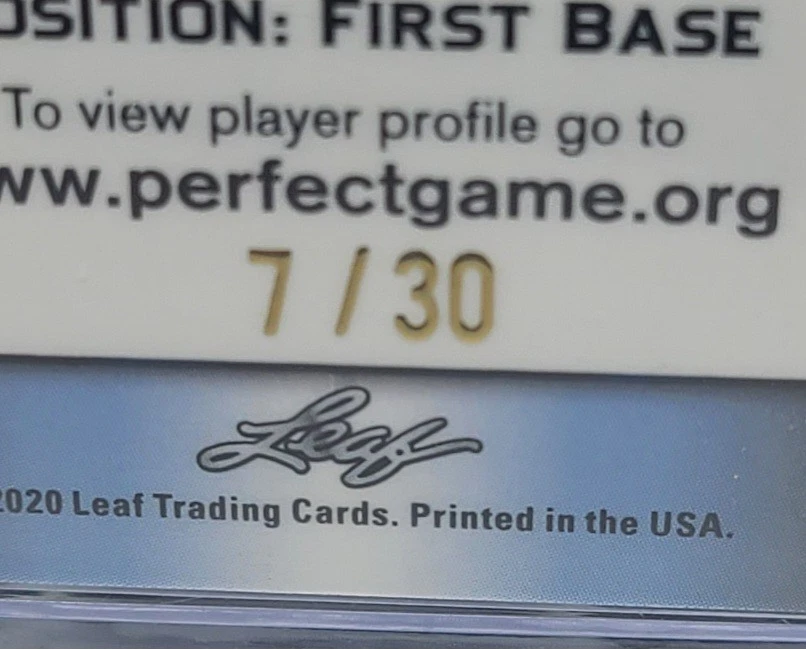 OSITION: FIRST BASE
To view player profile go to
ww.perfectgame.org
7 / 30
Leaf
2020 Leaf Trading Cards. Printed in the USA.